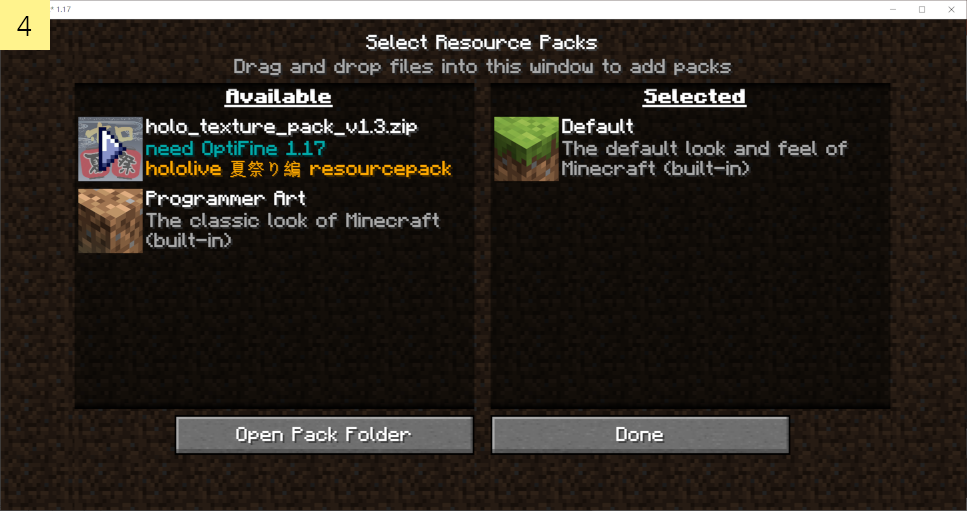 4
* 1.17
Select Resource Packs
Drag and drop files into this window to add packs
Available
holo_texture_pack_v1.3.zip
need OptiFine 1.17
hololive 夏祭り編 resourcepack
Programmer Art
The classic look of Minecraft
(built-in)
Selected
Default
The default look and feel of
Minecraft (built-in)
Open Pack Folder
Done